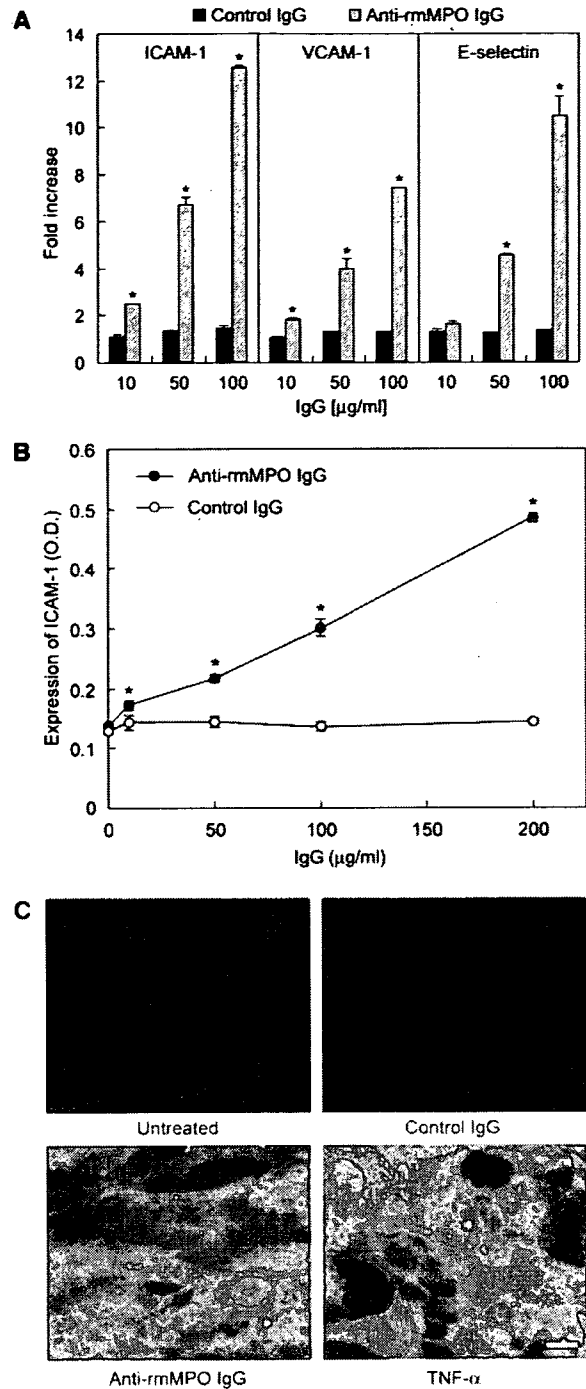 A
Control IgG Anti-rmMPO IgG
ICAM-1 VCAM-1 E-selectin
14
12
10
8
6
4
2
0
Fold increase
* * * * * * * *
10 50 100 10 50 100 10 50 100
IgG [µg/ml]
B
0.6
0.5
0.4
0.3
0.2
0.1
0
Expression of ICAM-1 (O.D.)
Anti-rmMPO IgG
Control IgG
* * * *
0 50 100 150 200
IgG (µg/ml)
C
Untreated Control IgG
Anti-rmMPO IgG TNF-α